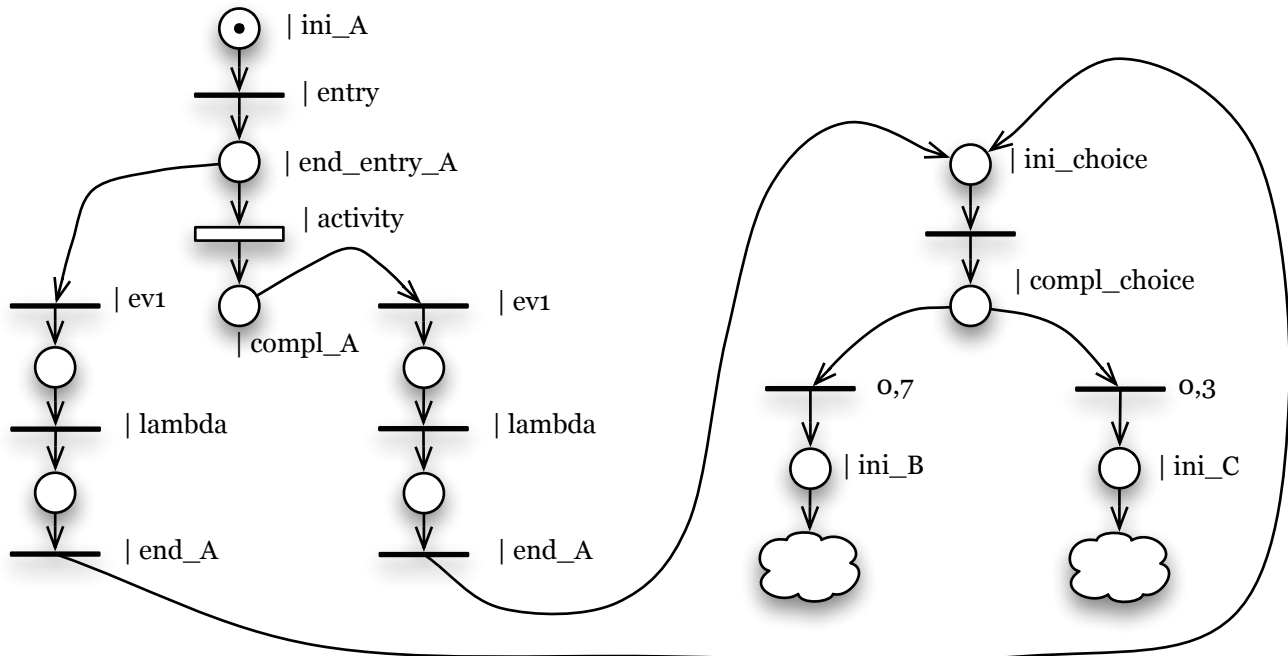 | ini_A
| entry
| end_entry_A
| activity
| ev1
| compl_A
| ev1
| lambda
| lambda
| end_A
| end_A
| ini_choice
| compl_choice
0,7
0,3
| ini_B
| ini_C